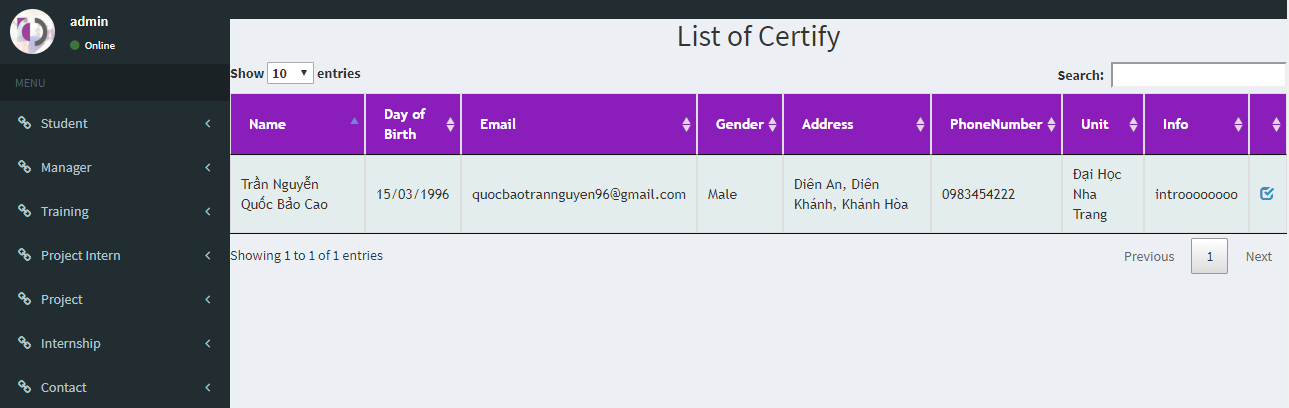 admin
Online
MENU
Student
Manager
Training
Project Intern
Project
Internship
Contact
List of Certify
Show 10 entries
Search:
Name Day of Birth Email Gender Address PhoneNumber Unit Info
Trần Nguyễn Quốc Bảo Cao 15/03/1996 quocbaotrannguyen96@gmail.com Male Diên An, Diên Khánh, Khánh Hòa 0983454222 Đại Học Nha Trang introoooooooo
Showing 1 to 1 of 1 entries
Previous 1 Next